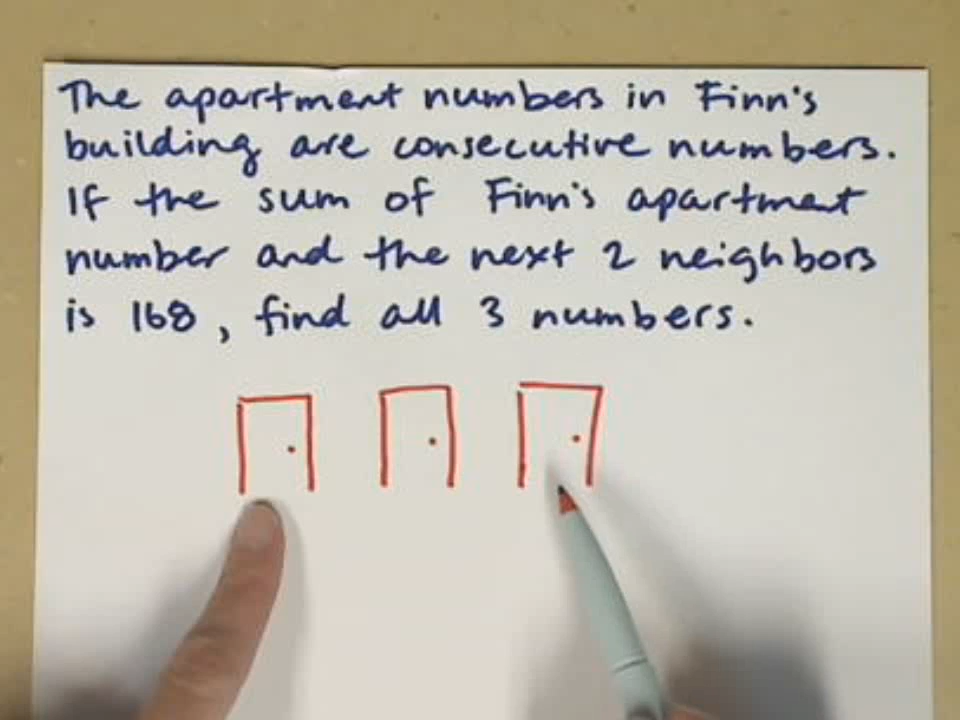 The apartment numbers in Finn's
building are consecutive numbers.
If the sum of Finn's apartment
number and the next 2 neighbors
is 168, find all 3 numbers.